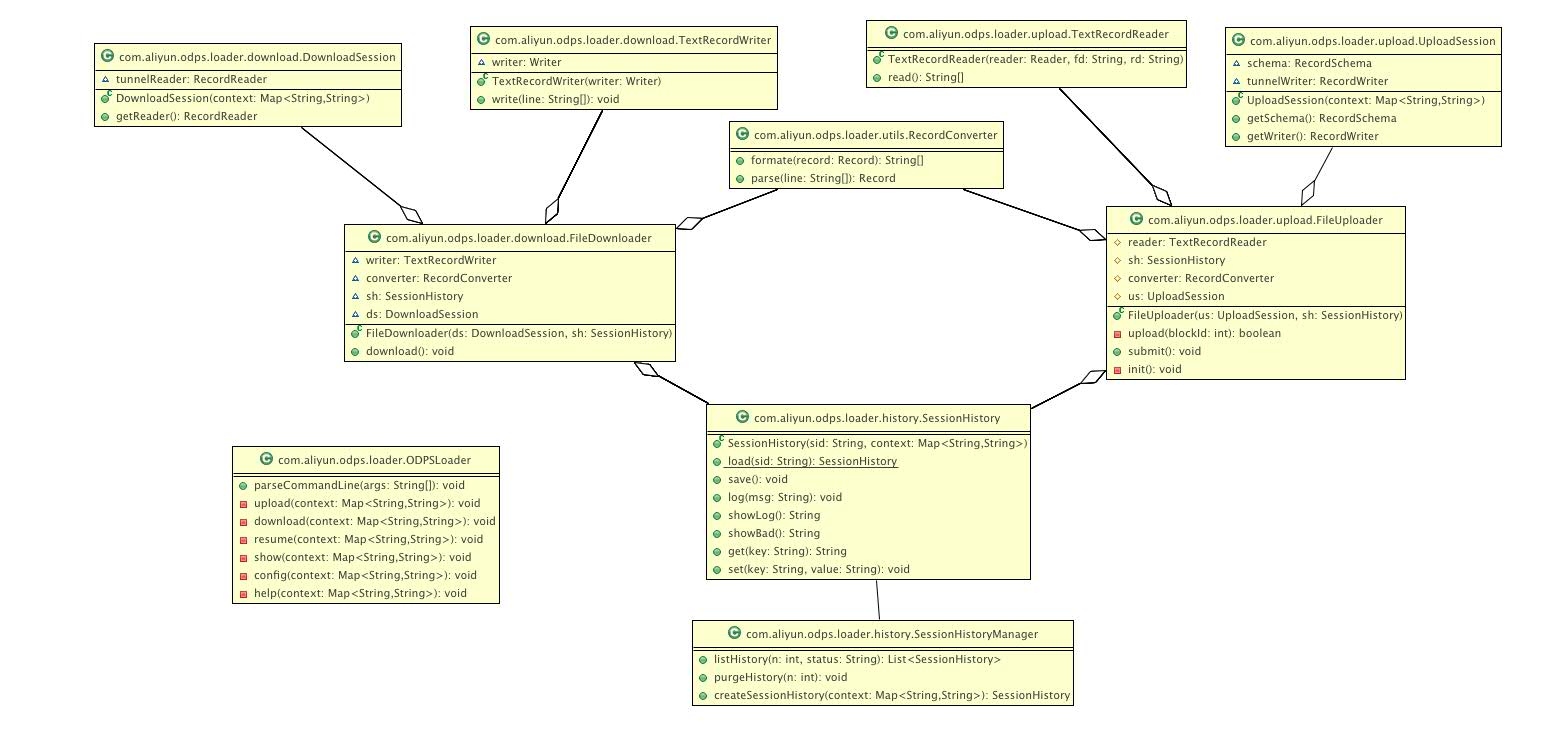 com.aliyun.odps.loader.download.DownloadSession
tunnelReader: RecordReader
DownloadSession(context: Map<String,String>)
getReader(): RecordReader
com.aliyun.odps.loader.download.TextRecordWriter
writer: Writer
TextRecordWriter(writer: Writer)
write(line: String[]): void
com.aliyun.odps.loader.upload.TextRecordReader
TextRecordReader(reader: Reader, fd: String, rd: String)
read(): String[]
com.aliyun.odps.loader.upload.UploadSession
schema: RecordSchema
tunnelWriter: RecordWriter
UploadSession(context: Map<String,String>)
getSchema(): RecordSchema
getWriter(): RecordWriter
com.aliyun.odps.loader.utils.RecordConverter
formate(record: Record): String[]
parse(line: String[]): Record
com.aliyun.odps.loader.download.FileDownloader
writer: TextRecordWriter
converter: RecordConverter
sh: SessionHistory
ds: DownloadSession
FileDownloader(ds: DownloadSession, sh: SessionHistory)
download(): void
com.aliyun.odps.loader.upload.FileUploader
reader: TextRecordReader
sh: SessionHistory
converter: RecordConverter
us: UploadSession
FileUploader(us: UploadSession, sh: SessionHistory)
upload(blockId: int): boolean
submit(): void
init(): void
com.aliyun.odps.loader.history.SessionHistory
SessionHistory(sid: String, context: Map<String,String>)
load(sid: String): SessionHistory
save(): void
log(msg: String): void
showLog(): String
showBad(): String
get(key: String): String
set(key: String, value: String): void
com.aliyun.odps.loader.ODPSLoader
parseCommandLine(args: String[]): void
upload(context: Map<String,String>): void
download(context: Map<String,String>): void
resume(context: Map<String,String>): void
show(context: Map<String,String>): void
config(context: Map<String,String>): void
help(context: Map<String,String>): void
com.aliyun.odps.loader.history.SessionHistoryManager
listHistory(n: int, status: String): List<SessionHistory>
purgeHistory(n: int): void
createSessionHistory(context: Map<String,String>): SessionHistory